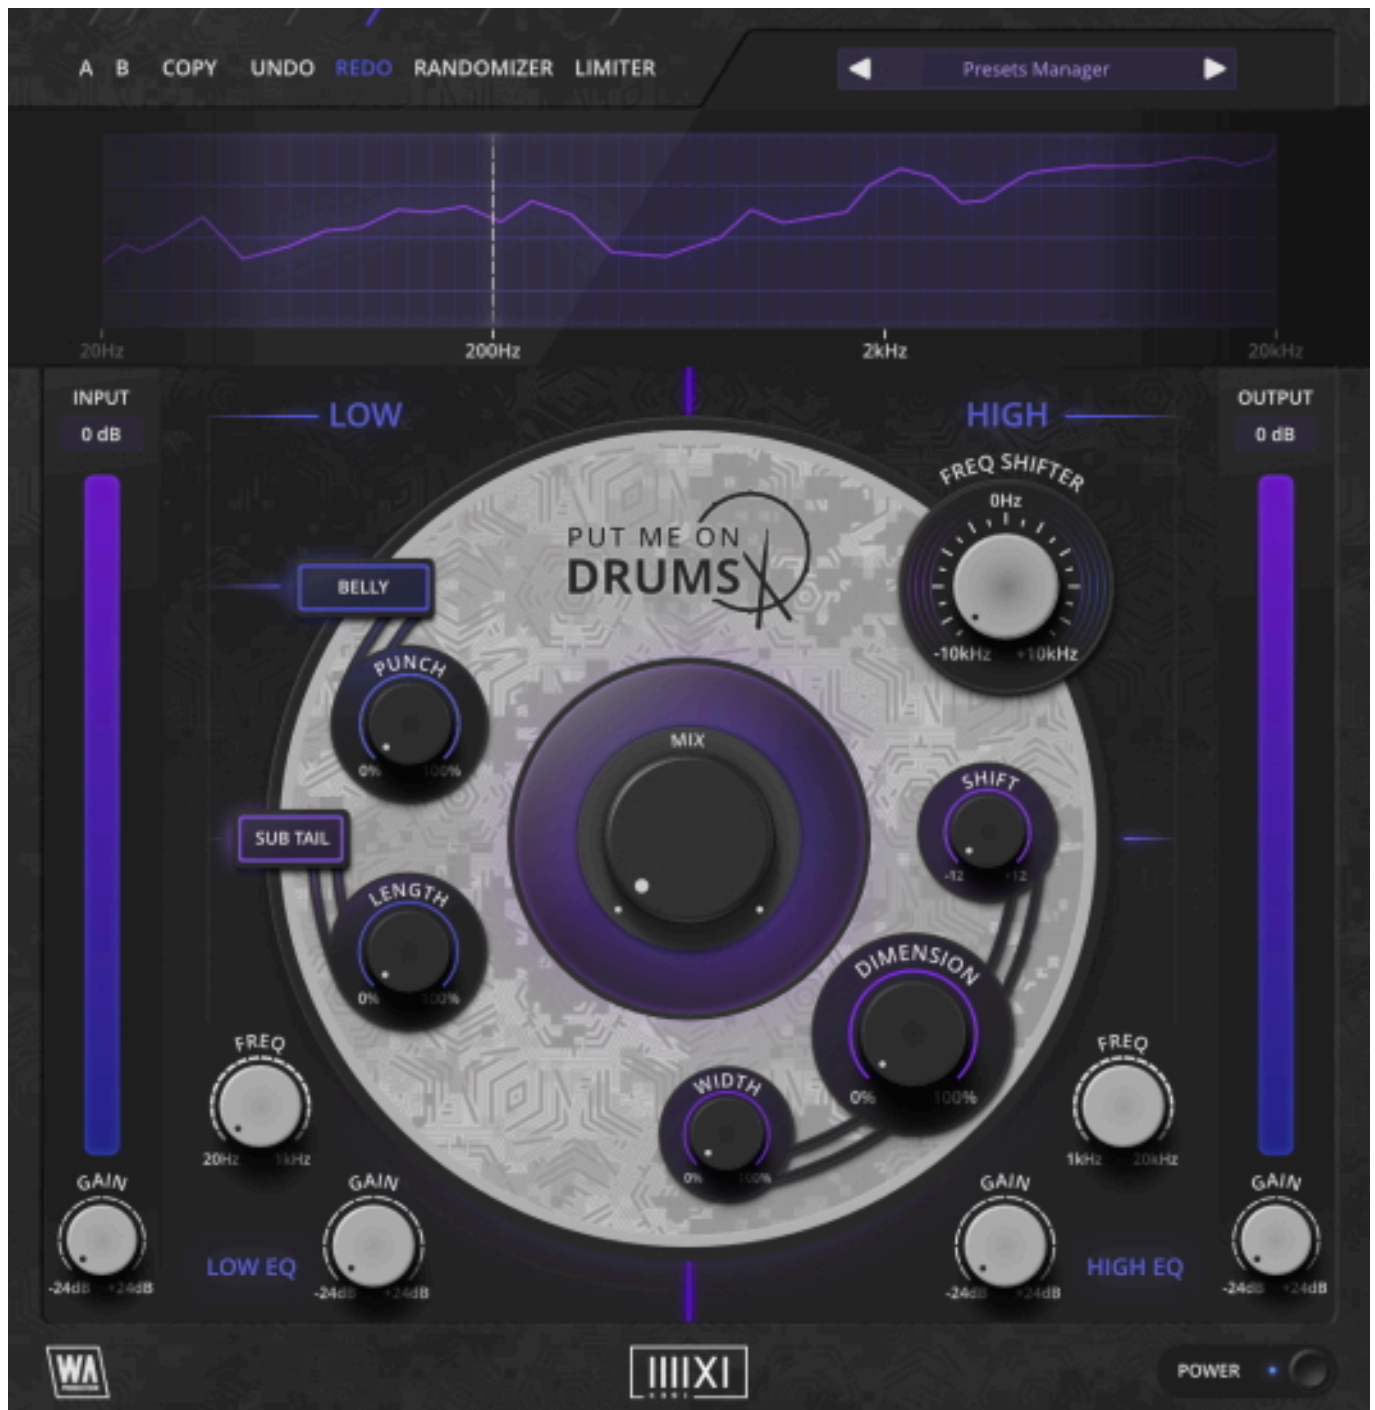 A B COPY UNDO REDO RANDOMIZER LIMITER
Presets Manager
20Hz 200Hz 2kHz 20kHz
INPUT
0 dB
LOW
HIGH
OUTPUT
0 dB
FREQ SHIFTER
0Hz
-10kHz +10kHz
PUT ME ON
DRUMS
BELLY
PUNCH
0% 100%
MIX
SHIFT
-12 +12
SUB TAIL
LENGTH
0% 100%
DIMENSION
0% 100%
WIDTH
0% 100%
FREQ
20Hz 1kHz
FREQ
1kHz 20kHz
GAIN
-24dB +24dB
GAIN
-24dB +24dB
LOW EQ
GAIN
-24dB +24dB
HIGH EQ
GAIN
-24dB +24dB
WA
PRODUCTION
IIIIXI
POWER